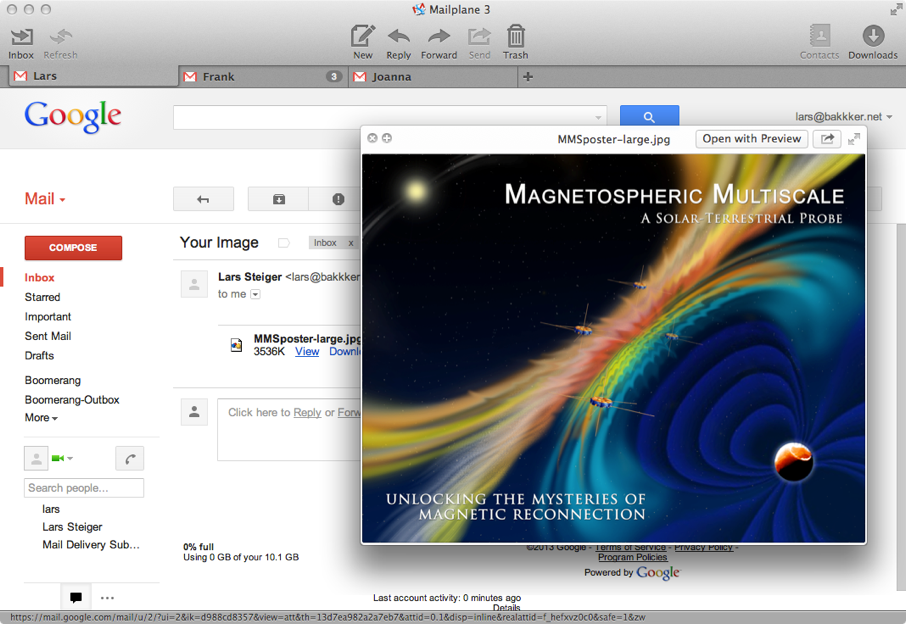 Mailplane 3
Inbox Refresh New Reply Forward Send Trash Contacts Downloads
Lars Frank 3 Joanna
Google
lars@bakkker.net
MMSposter-large.jpg Open with Preview
Mail
MAGNETOSPHERIC MULTISCALE
A SOLAR-TERRESTRIAL PROBE
COMPOSE
Your Image Inbox x
Inbox
Lars Steiger <lars@bakkker
to me
Starred
Important
Sent Mail
Drafts
MMSposter-large.jpg
3536K View Downl
Boomerang
Boomerang-Outbox
More
Click here to Reply or Forw
Search people...
lars
Lars Steiger
Mail Delivery Sub...
UNLOCKING THE MYSTERIES OF
MAGNETIC RECONNECTION
0% full
Using 0 GB of your 10.1 GB
©2013 Google - Terms of Service - Privacy Policy -
Program Policies
Powered by Google
Last account activity: 0 minutes ago
Details
https://mail.google.com/mail/u/2/?ui=2&ik=d988cd8357&view=att&th=13d7ea982a2a7eb7&attid=0.1&disp=inline&realattid=f_hefxvz0c0&safe=1&zw